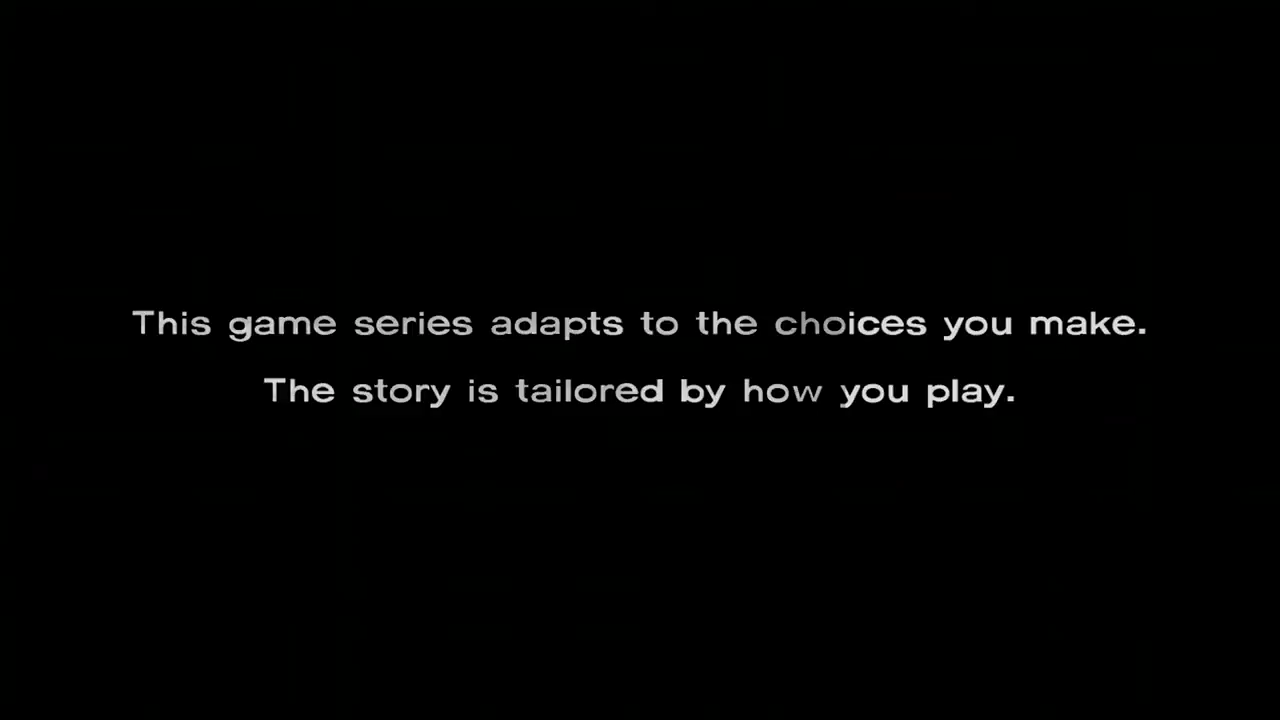 This game series adapts to the choices you make.
The story is tailored by how you play.